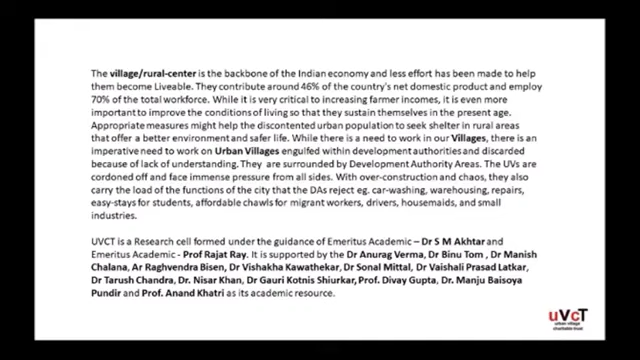 The village/rural-center is the backbone of the Indian economy and less effort has been made to help
them become Liveable. They contribute around 46% of the country's net domestic product and employ
70% of the total workforce. While it is very critical to increasing farmer incomes, it is even more
important to improve the conditions of living so that they sustain themselves in the present age.
Appropriate measures might help the discontented urban population to seek shelter in rural areas
that offer a better environment and safer life. While there is a need to work in our Villages, there is an
imperative need to work on Urban Villages engulfed within development authorities and discarded
because of lack of understanding. They are surrounded by Development Authority Areas. The UVs are
cordoned off and face immense pressure from all sides. With over-construction and chaos, they also
carry the load of the functions of the city that the DAs reject eg. car-washing, warehousing, repairs,
easy-stays for students, affordable chawls for migrant workers, drivers, housemaids, and small
industries.
UVCT is a Research cell formed under the guidance of Emeritus Academic – Dr S M Akhtar and
Emeritus Academic - Prof Rajat Ray. It is supported by the Dr Anurag Verma, Dr Binu Tom , Dr Manish
Chalana, Ar Raghvendra Bisen, Dr Vishakha Kawathekar, Dr Sonal Mittal, Dr Vaishali Prasad Latkar,
Dr Tarush Chandra, Dr. Nisar Khan, Dr Gauri Kotnis Shiurkar, Prof. Divay Gupta, Dr. Manju Baisoya
Pundir and Prof. Anand Khatri as its academic resource.
uVcT
urban village
charitable trust